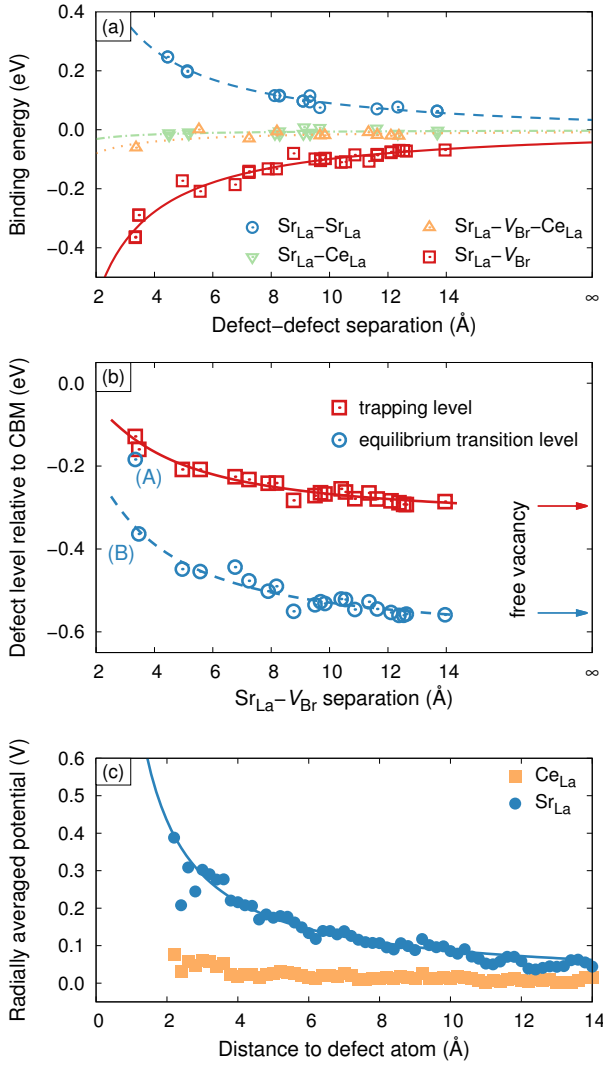 (a)
Binding energy (eV)
0.4
0.2
0.0
−0.2
−0.4
Sr_La−Sr_La
Sr_La−Ce_La
Sr_La−V_Br−Ce_La
Sr_La−V_Br
2 4 6 8 10 12 14 ∞
Defect−defect separation (Å)
(b)
Defect level relative to CBM (eV)
0.0
−0.2
−0.4
−0.6
trapping level
equilibrium transition level
(A)
(B)
free vacancy
2 4 6 8 10 12 14 ∞
Sr_La−V_Br separation (Å)
(c)
Radially averaged potential (V)
0.6
0.5
0.4
0.3
0.2
0.1
0.0
Ce_La
Sr_La
0 2 4 6 8 10 12 14
Distance to defect atom (Å)